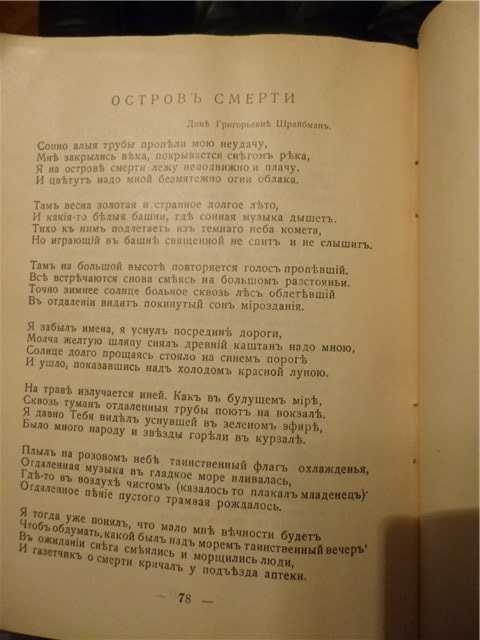 ОСТРОВЪ СМЕРТИ
Динѣ Григорьевнѣ Шрайбманъ.
Сонно алыя трубы пропѣли мою неудачу,
Мнѣ закрылись вѣка, покрывается снѣгомъ рѣка,
Я на островѣ смерти лежу неподвижно и плачу.
И цвѣтутъ надо мной безмятежно огни облака.
Тамъ весна золотая и странное долгое лѣто,
И какія-то бѣлыя башни, гдѣ сонная музыка дышетъ.
Тихо къ нимъ подлетаетъ изъ темнаго неба комета,
Но играющій въ башнѣ священной не спитъ и не слышитъ.
Тамъ на большой высотѣ повторяется голосъ пропѣвшій.
Всѣ встрѣчаются снова смѣясь на большомъ разстояньи.
Точно зимнее солнце больное сквозь лѣсъ облетѣвшій
Въ отдаленіи видитъ покинутый сонъ мірозданія.
Я забылъ имена, я уснулъ посрединѣ дороги,
Молча желтую шляпу снялъ древній каштанъ надо мною,
Солнце долго прощаясь стояло на синемъ порогѣ
И ушло, показавшись надъ холодомъ красной луною.
На травѣ излучается иней. Какъ въ булущемъ мірѣ,
Сквозь туманъ отдаленныя трубы поютъ на вокзалѣ.
Я давно Тебя видѣлъ уснувшей въ зеленомъ эфирѣ,
Было много народу и звѣзды горѣли въ курзалѣ.
Плылъ на розовомъ небѣ таинственный флагъ охлажденья,
Отдаленная музыка въ гладкое море вливалась,
Гдѣ-то въ воздухѣ чистомъ (казалось то плакалъ младенецъ)’
Отдаленное пѣніе пустого трамвая рождалось.
Я тогда уже понялъ, что мало мнѣ вѣчности будетъ
Чтобъ обдумать, какой былъ надъ моремъ таинственный вечеръ’
Въ ожиданіи снѣга смѣялись и морщились люди,
И газетчикъ о смерти кричалъ у подъѣзда аптеки.
— 78 —